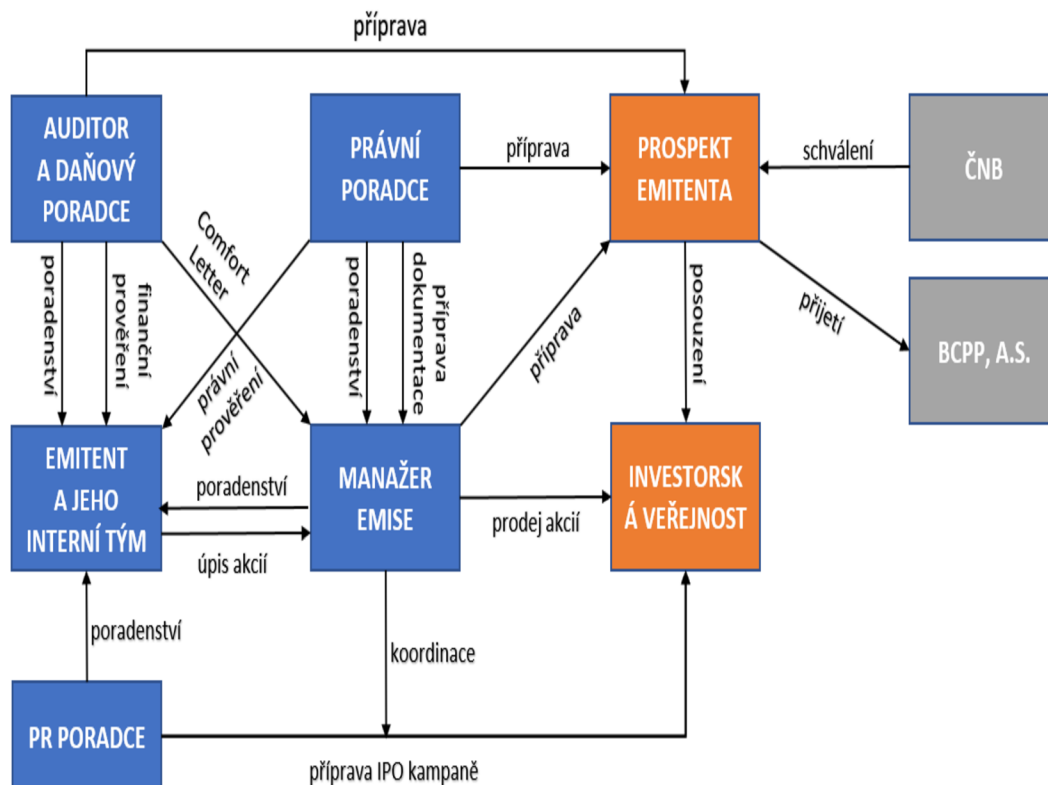 příprava
AUDITOR
A DAŇOVÝ
PORADCE
PRÁVNÍ
PORADCE
příprava
PROSPEKT
EMITENTA
schválení
ČNB
Comfort
Letter
poradenství
finanční
prověření
poradenství
příprava
dokumentace
posouzení
přijetí
BCPP, A.S.
příprava
právní
prověření
EMITENT
A JEHO
INTERNÍ TÝM
poradenství
úpis akcií
MANAŽER
EMISE
prodej akcií
INVESTORSK
Á VEŘEJNOST
poradenství
koordinace
PR PORADCE
příprava IPO kampaně